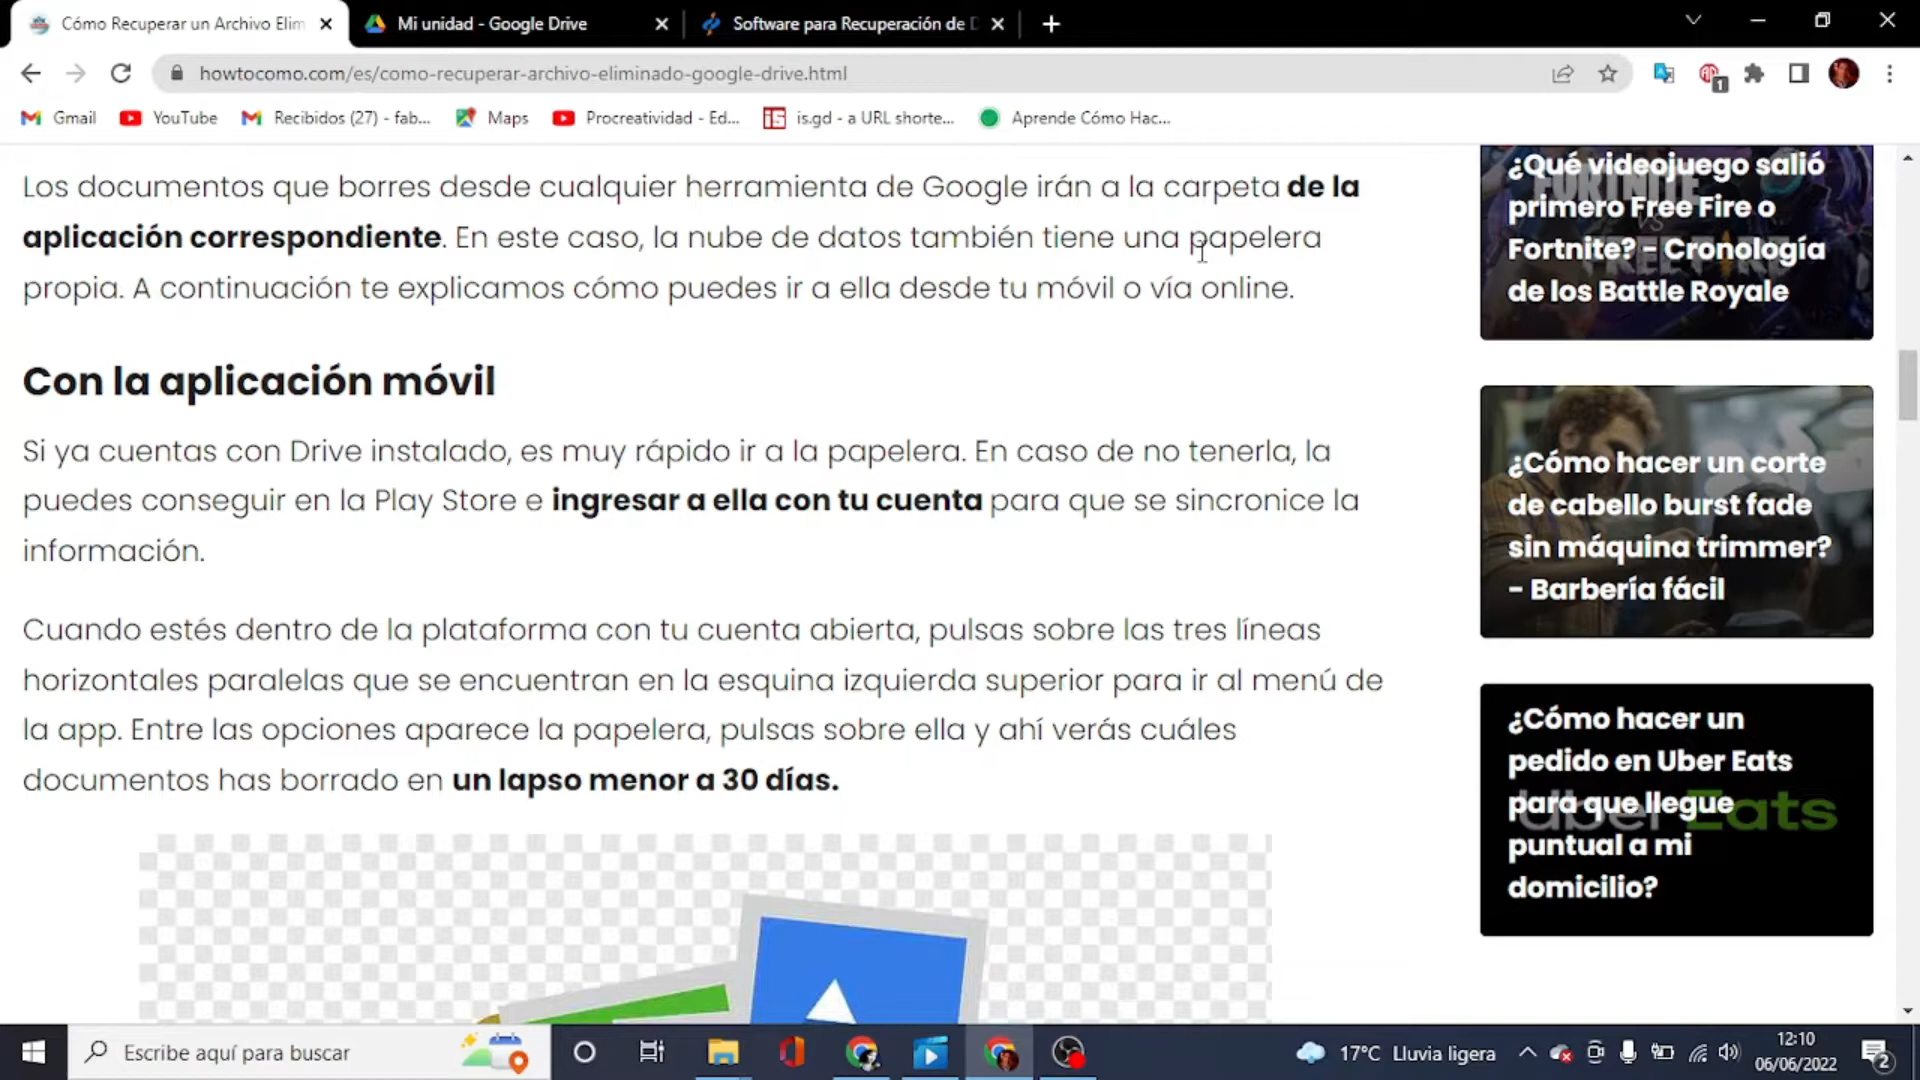 Cómo Recuperar un Archivo Elim
Mi unidad - Google Drive
Software para Recuperación de D
howtocomo.com/es/como-recuperar-archivo-eliminado-google-drive.html
1
Gmail
YouTube
Recibidos (27) - fab...
Maps
Procreatividad - Ed...
is.gd - a URL shorte...
Aprende Cómo Hac...
Los documentos que borres desde cualquier herramienta de Google irán a la carpeta de la
aplicación correspondiente. En este caso, la nube de datos también tiene una papelera
propia. A continuación te explicamos cómo puedes ir a ella desde tu móvil o vía online.
Con la aplicación móvil
Si ya cuentas con Drive instalado, es muy rápido ir a la papelera. En caso de no tenerla, la
puedes conseguir en la Play Store e ingresar a ella con tu cuenta para que se sincronice la
información.
Cuando estés dentro de la plataforma con tu cuenta abierta, pulsas sobre las tres líneas
horizontales paralelas que se encuentran en la esquina izquierda superior para ir al menú de
la app. Entre las opciones aparece la papelera, pulsas sobre ella y ahí verás cuáles
documentos has borrado en un lapso menor a 30 días.
¿Qué videojuego salió
primero Free Fire o
Fortnite? - Cronología
de los Battle Royale
FORTNITE
VS
¿Cómo hacer un corte
de cabello burst fade
sin máquina trimmer?
- Barbería fácil
¿Cómo hacer un
pedido en Uber Eats
para que llegue
puntual a mi
domicilio?
Uber Eats
Escribe aquí para buscar
17°C Lluvia ligera
12:10
06/06/2022
2